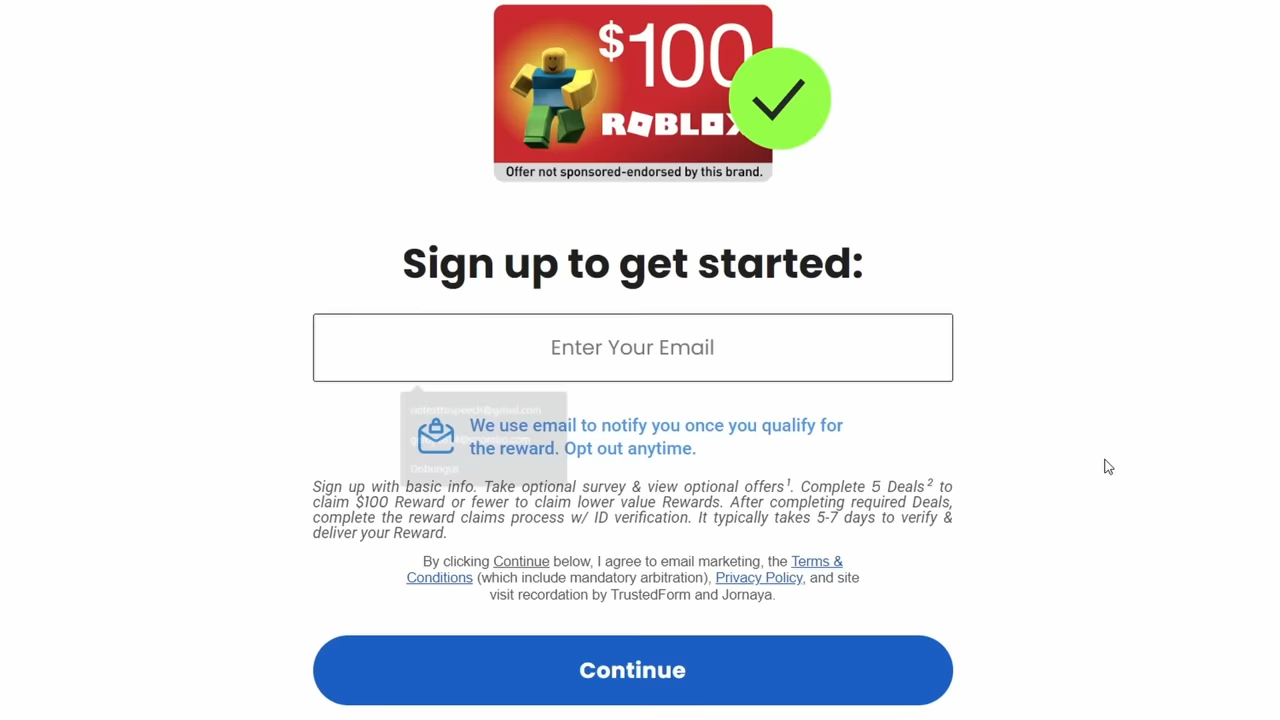 $100
ROBLOX
Offer not sponsored-endorsed by this brand.
Sign up to get started:
Enter Your Email
We use email to notify you once you qualify for
the reward. Opt out anytime.
Dobungus
Sign up with basic info. Take optional survey & view optional offers¹. Complete 5 Deals² to
claim $100 Reward or fewer to claim lower value Rewards. After completing required Deals,
complete the reward claims process w/ ID verification. It typically takes 5-7 days to verify &
deliver your Reward.
By clicking Continue below, I agree to email marketing, the Terms &
Conditions (which include mandatory arbitration), Privacy Policy, and site
visit recordation by TrustedForm and Jornaya.
Continue